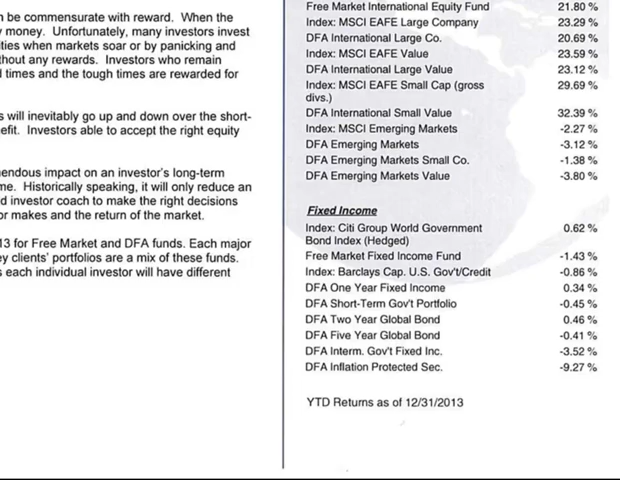 n be commensurate with reward. When the
money. Unfortunately, many investors invest
ties when markets soar or by panicking and
thout any rewards. Investors who remain
times and the tough times are rewarded for
s will inevitably go up and down over the short-
efit. Investors able to accept the right equity
endous impact on an investor's long-term
me. Historically speaking, it will only reduce an
d investor coach to make the right decisions
or makes and the return of the market.
13 for Free Market and DFA funds. Each major
ey clients' portfolios are a mix of these funds.
s each individual investor will have different
Free Market International Equity Fund 21.80 %
Index: MSCI EAFE Large Company 23.29 %
DFA International Large Co. 20.69 %
Index: MSCI EAFE Value 23.59 %
DFA International Large Value 23.12 %
Index: MSCI EAFE Small Cap (gross 29.69 %
divs.)
DFA International Small Value 32.39 %
Index: MSCI Emerging Markets -2.27 %
DFA Emerging Markets -3.12 %
DFA Emerging Markets Small Co. -1.38 %
DFA Emerging Markets Value -3.80 %
Fixed Income
Index: Citi Group World Government 0.62 %
Bond Index (Hedged)
Free Market Fixed Income Fund -1.43 %
Index: Barclays Cap. U.S. Gov't/Credit -0.86 %
DFA One Year Fixed Income 0.34 %
DFA Short-Term Gov't Portfolio -0.45 %
DFA Two Year Global Bond 0.46 %
DFA Five Year Global Bond -0.41 %
DFA Interm. Gov't Fixed Inc. -3.52 %
DFA Inflation Protected Sec. -9.27 %
YTD Returns as of 12/31/2013